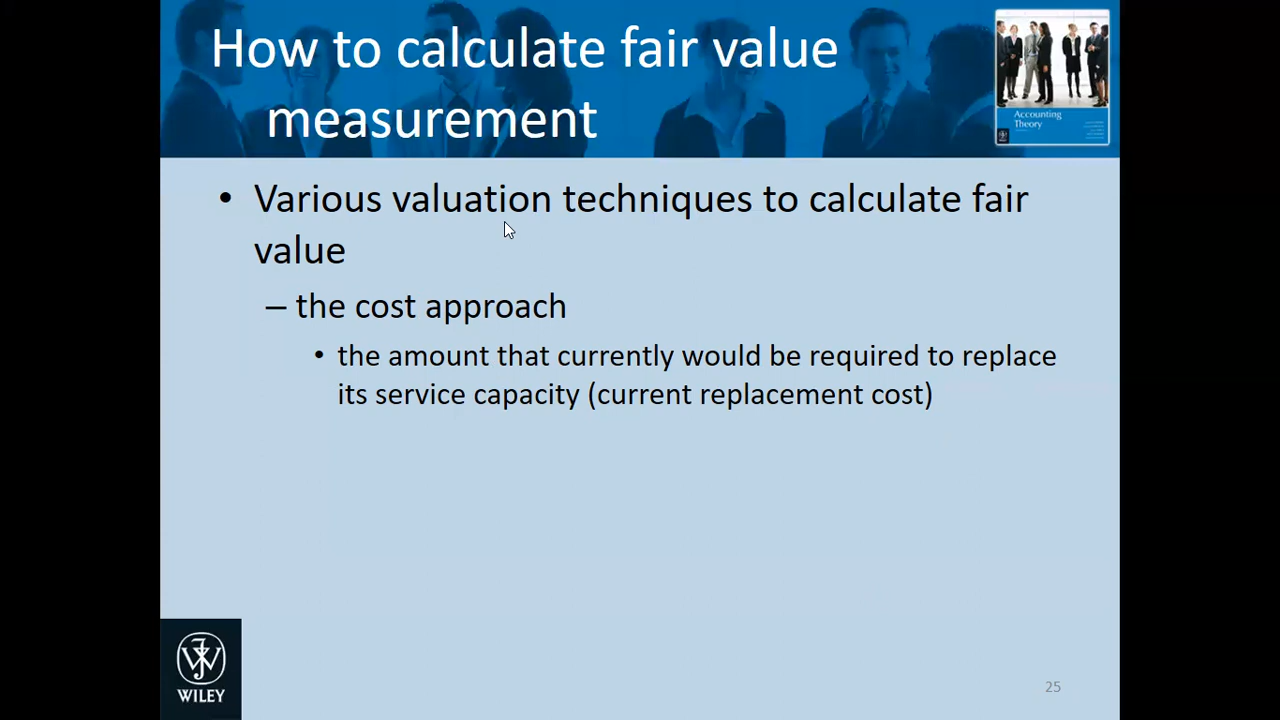 How to calculate fair value
measurement
Accounting
Theory
• Various valuation techniques to calculate fair
value
– the cost approach
• the amount that currently would be required to replace
its service capacity (current replacement cost)
WILEY
25